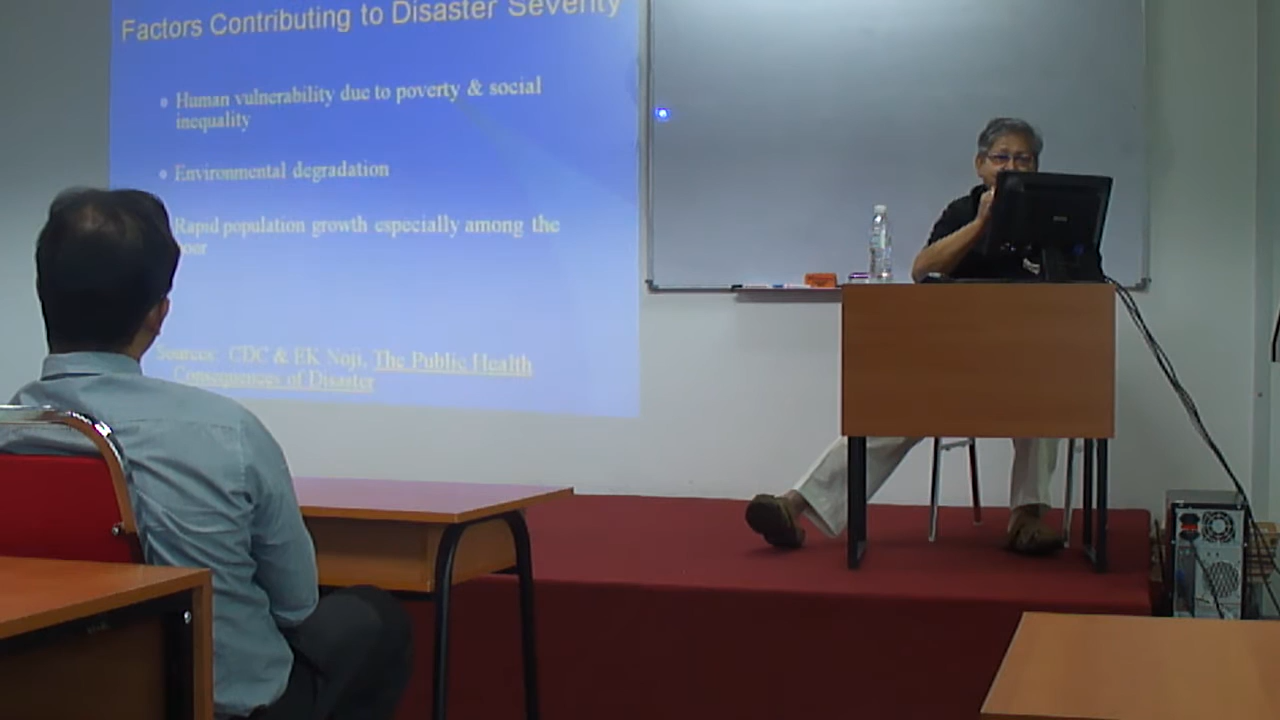 Factors Contributing to Disaster Severity
Human vulnerability due to poverty & social
inequality
Environmental degradation
Rapid population growth especially among the
oor
Sources: CDC & EK Noji, The Public Health
Consequences of Disaster